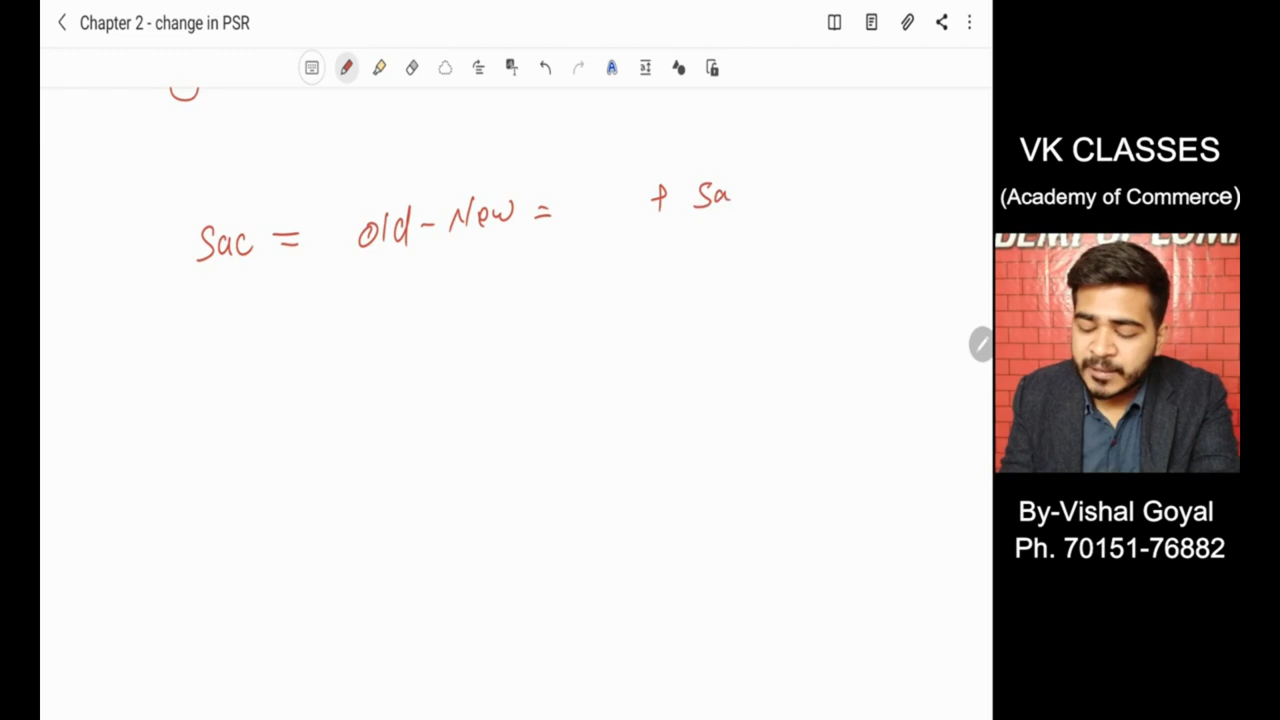 Chapter 2 - change in PSR
Sac = Old - New = + Sa
VK CLASSES
(Academy of Commerce)
By-Vishal Goyal
Ph. 70151-76882